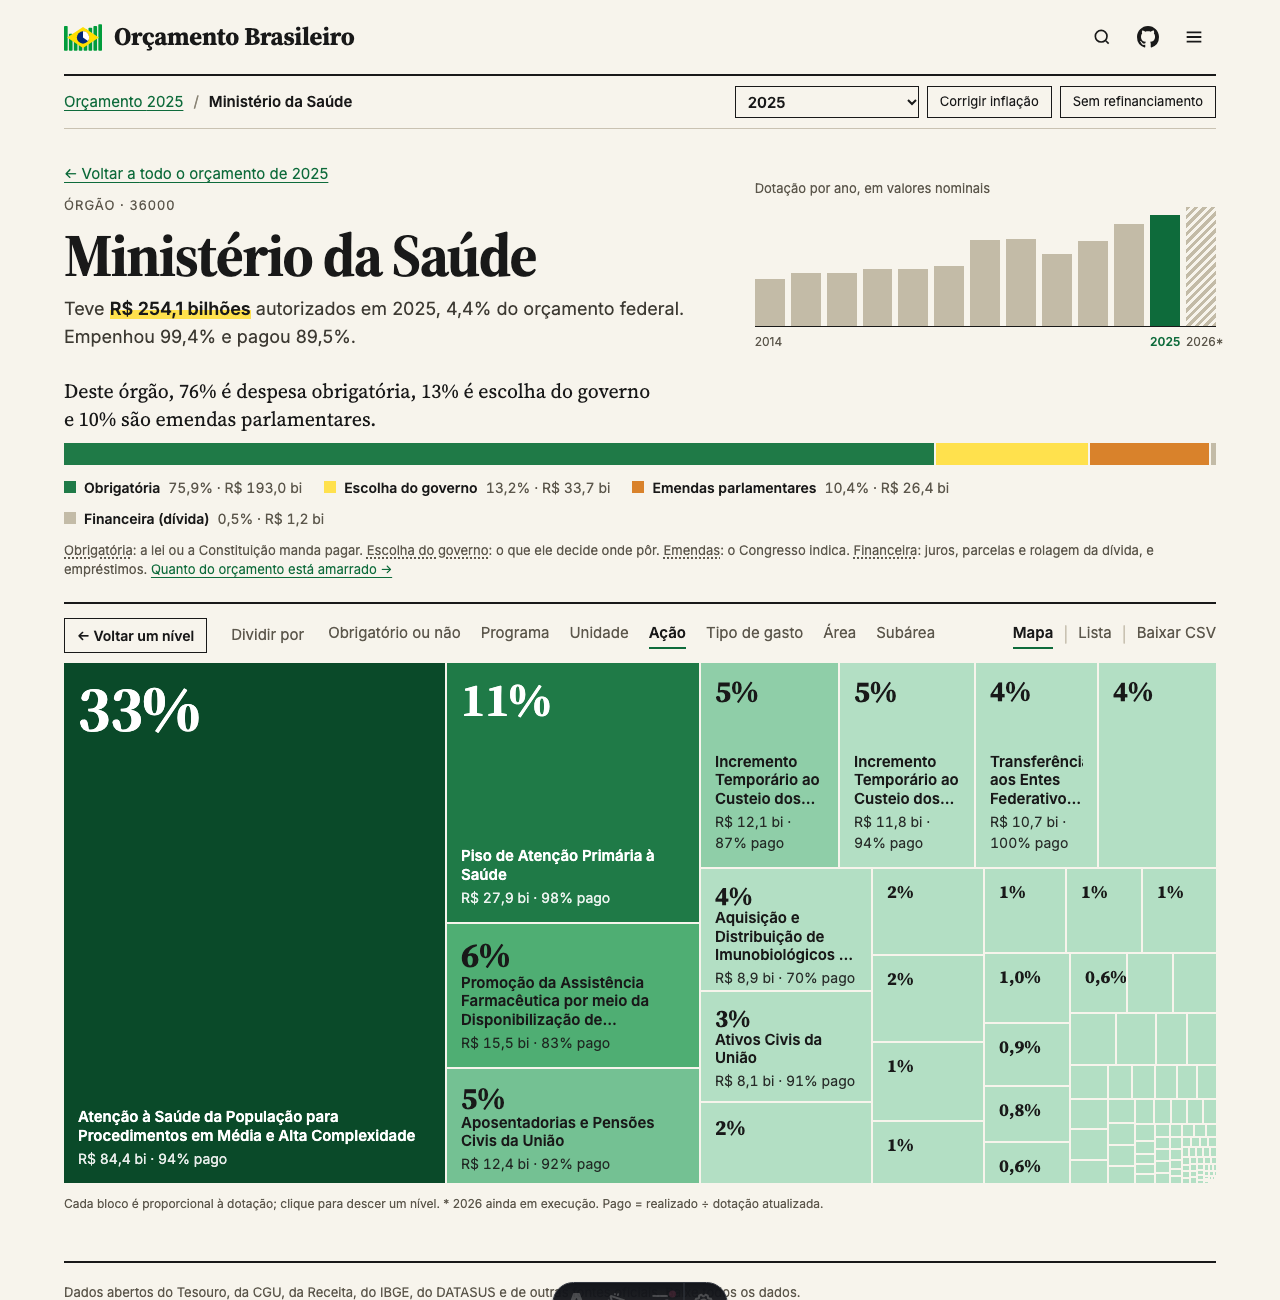 Orçamento Brasileiro
Orçamento 2025 / Ministério da Saúde
2025
Corrigir inflação
Sem refinanciamento
← Voltar a todo o orçamento de 2025
ÓRGÃO · 36000
Ministério da Saúde
Teve R$ 254,1 bilhões autorizados em 2025, 4,4% do orçamento federal.
Empenhou 99,4% e pagou 89,5%.
Dotação por ano, em valores nominais
2014
2025
2026*
Deste órgão, 76% é despesa obrigatória, 13% é escolha do governo
e 10% são emendas parlamentares.
Obrigatória 75,9% · R$ 193,0 bi
Escolha do governo 13,2% · R$ 33,7 bi
Emendas parlamentares 10,4% · R$ 26,4 bi
Financeira (dívida) 0,5% · R$ 1,2 bi
Obrigatória: a lei ou a Constituição manda pagar. Escolha do governo: o que ele decide onde pôr. Emendas: o Congresso indica. Financeira: juros, parcelas e rolagem da dívida, e
empréstimos. Quanto do orçamento está amarrado →
← Voltar um nível
Dividir por
Obrigatório ou não
Programa
Unidade
Ação
Tipo de gasto
Área
Subárea
Mapa
Lista
Baixar CSV
33%
Atenção à Saúde da População para
Procedimentos em Média e Alta Complexidade
R$ 84,4 bi · 94% pago
11%
Piso de Atenção Primária à
Saúde
R$ 27,9 bi · 98% pago
6%
Promoção da Assistência
Farmacêutica por meio da
Disponibilização de…
R$ 15,5 bi · 83% pago
5%
Aposentadorias e Pensões
Civis da União
R$ 12,4 bi · 92% pago
5%
Incremento
Temporário ao
Custeio dos…
R$ 12,1 bi ·
87% pago
5%
Incremento
Temporário ao
Custeio dos…
R$ 11,8 bi ·
94% pago
4%
Transferênci
aos Entes
Federativo…
R$ 10,7 bi ·
100% pago
4%
4%
Aquisição e
Distribuição de
Imunobiológicos …
R$ 8,9 bi · 70% pago
3%
Ativos Civis da
União
R$ 8,1 bi · 91% pago
2%
2%
2%
1%
1%
1%
1%
1%
1,0%
0,6%
0,9%
0,8%
0,6%
Cada bloco é proporcional à dotação; clique para descer um nível. * 2026 ainda em execução. Pago = realizado ÷ dotação atualizada.
Dados abertos do Tesouro, da CGU, da Receita, do IBGE, do DATASUS e de outra os dados.